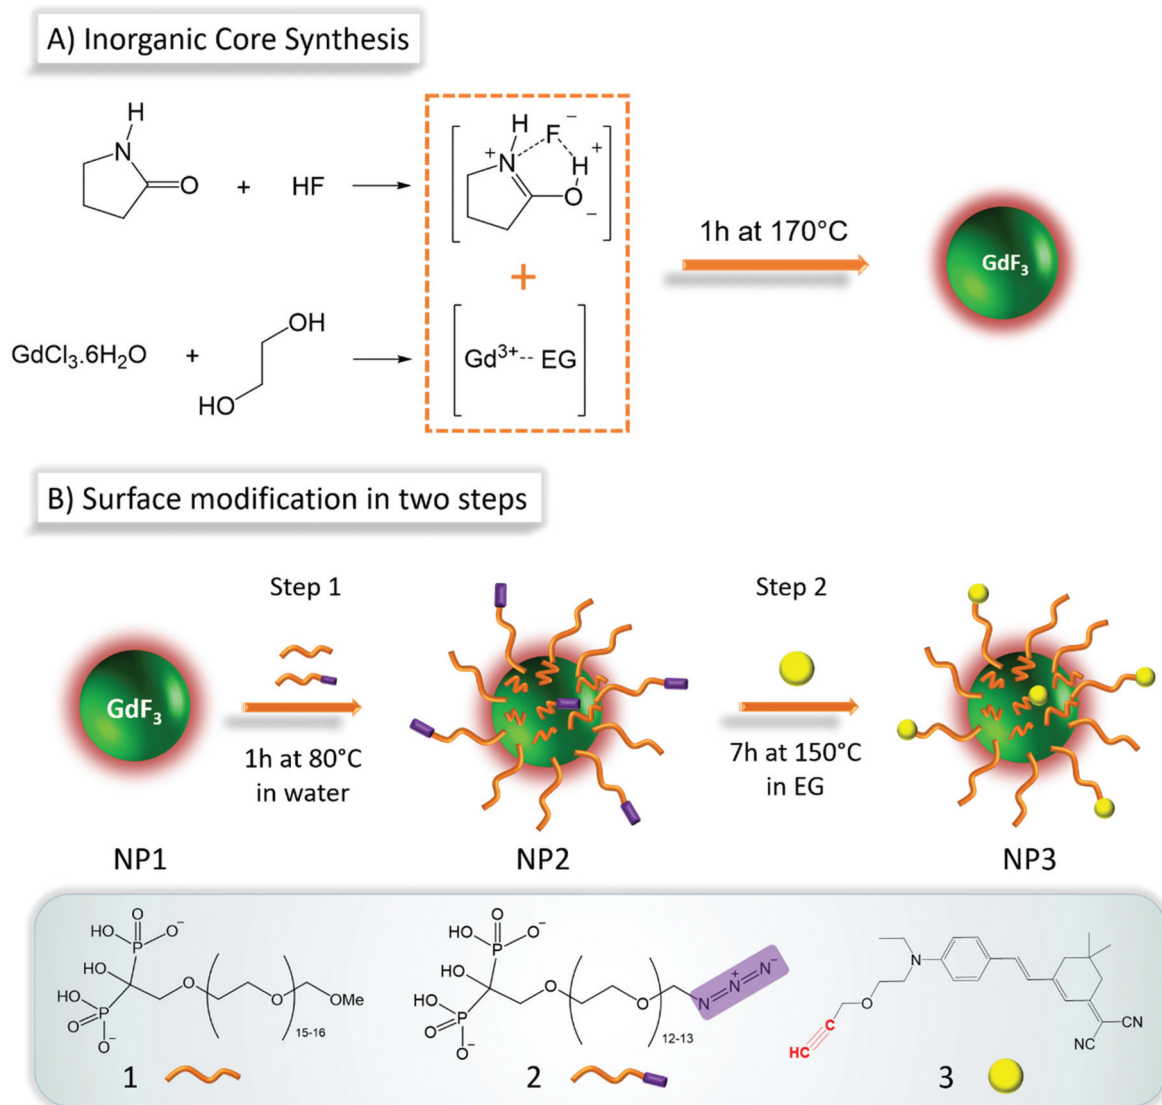 A) Inorganic Core Synthesis
H
N
O
+
HF
H
F
−
+
N
H
+
O
−
+
1h at 170°C
GdF₃
GdCl₃.6H₂O
+
OH
HO
Gd³⁺-- EG
B) Surface modification in two steps
Step 1
Step 2
GdF₃
1h at 80°C
in water
7h at 150°C
in EG
NP1
NP2
NP3
O
HO
P
O⁻
HO
HO
P
O
O⁻
O
O
15-16
OMe
1
O
HO
P
O⁻
HO
HO
P
O
O⁻
O
O
12-13
N
+
N
N⁻
2
N
O
C
HC
CN
NC
3